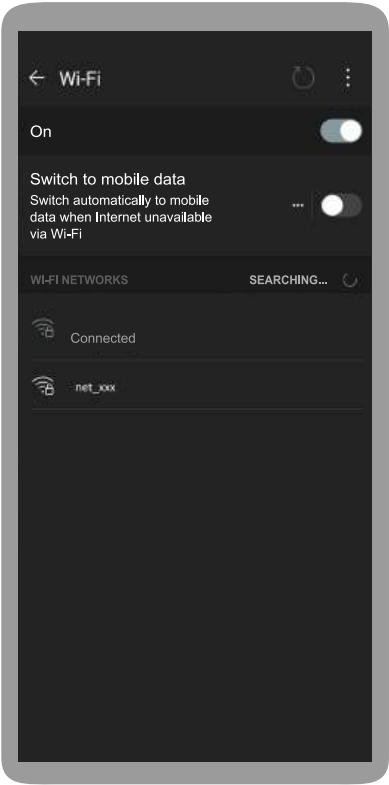 Wi-Fi
On
Switch to mobile data
Switch automatically to mobile
data when Internet unavailable
via Wi-Fi
WI-FI NETWORKS SEARCHING...
Connected
net_xxx